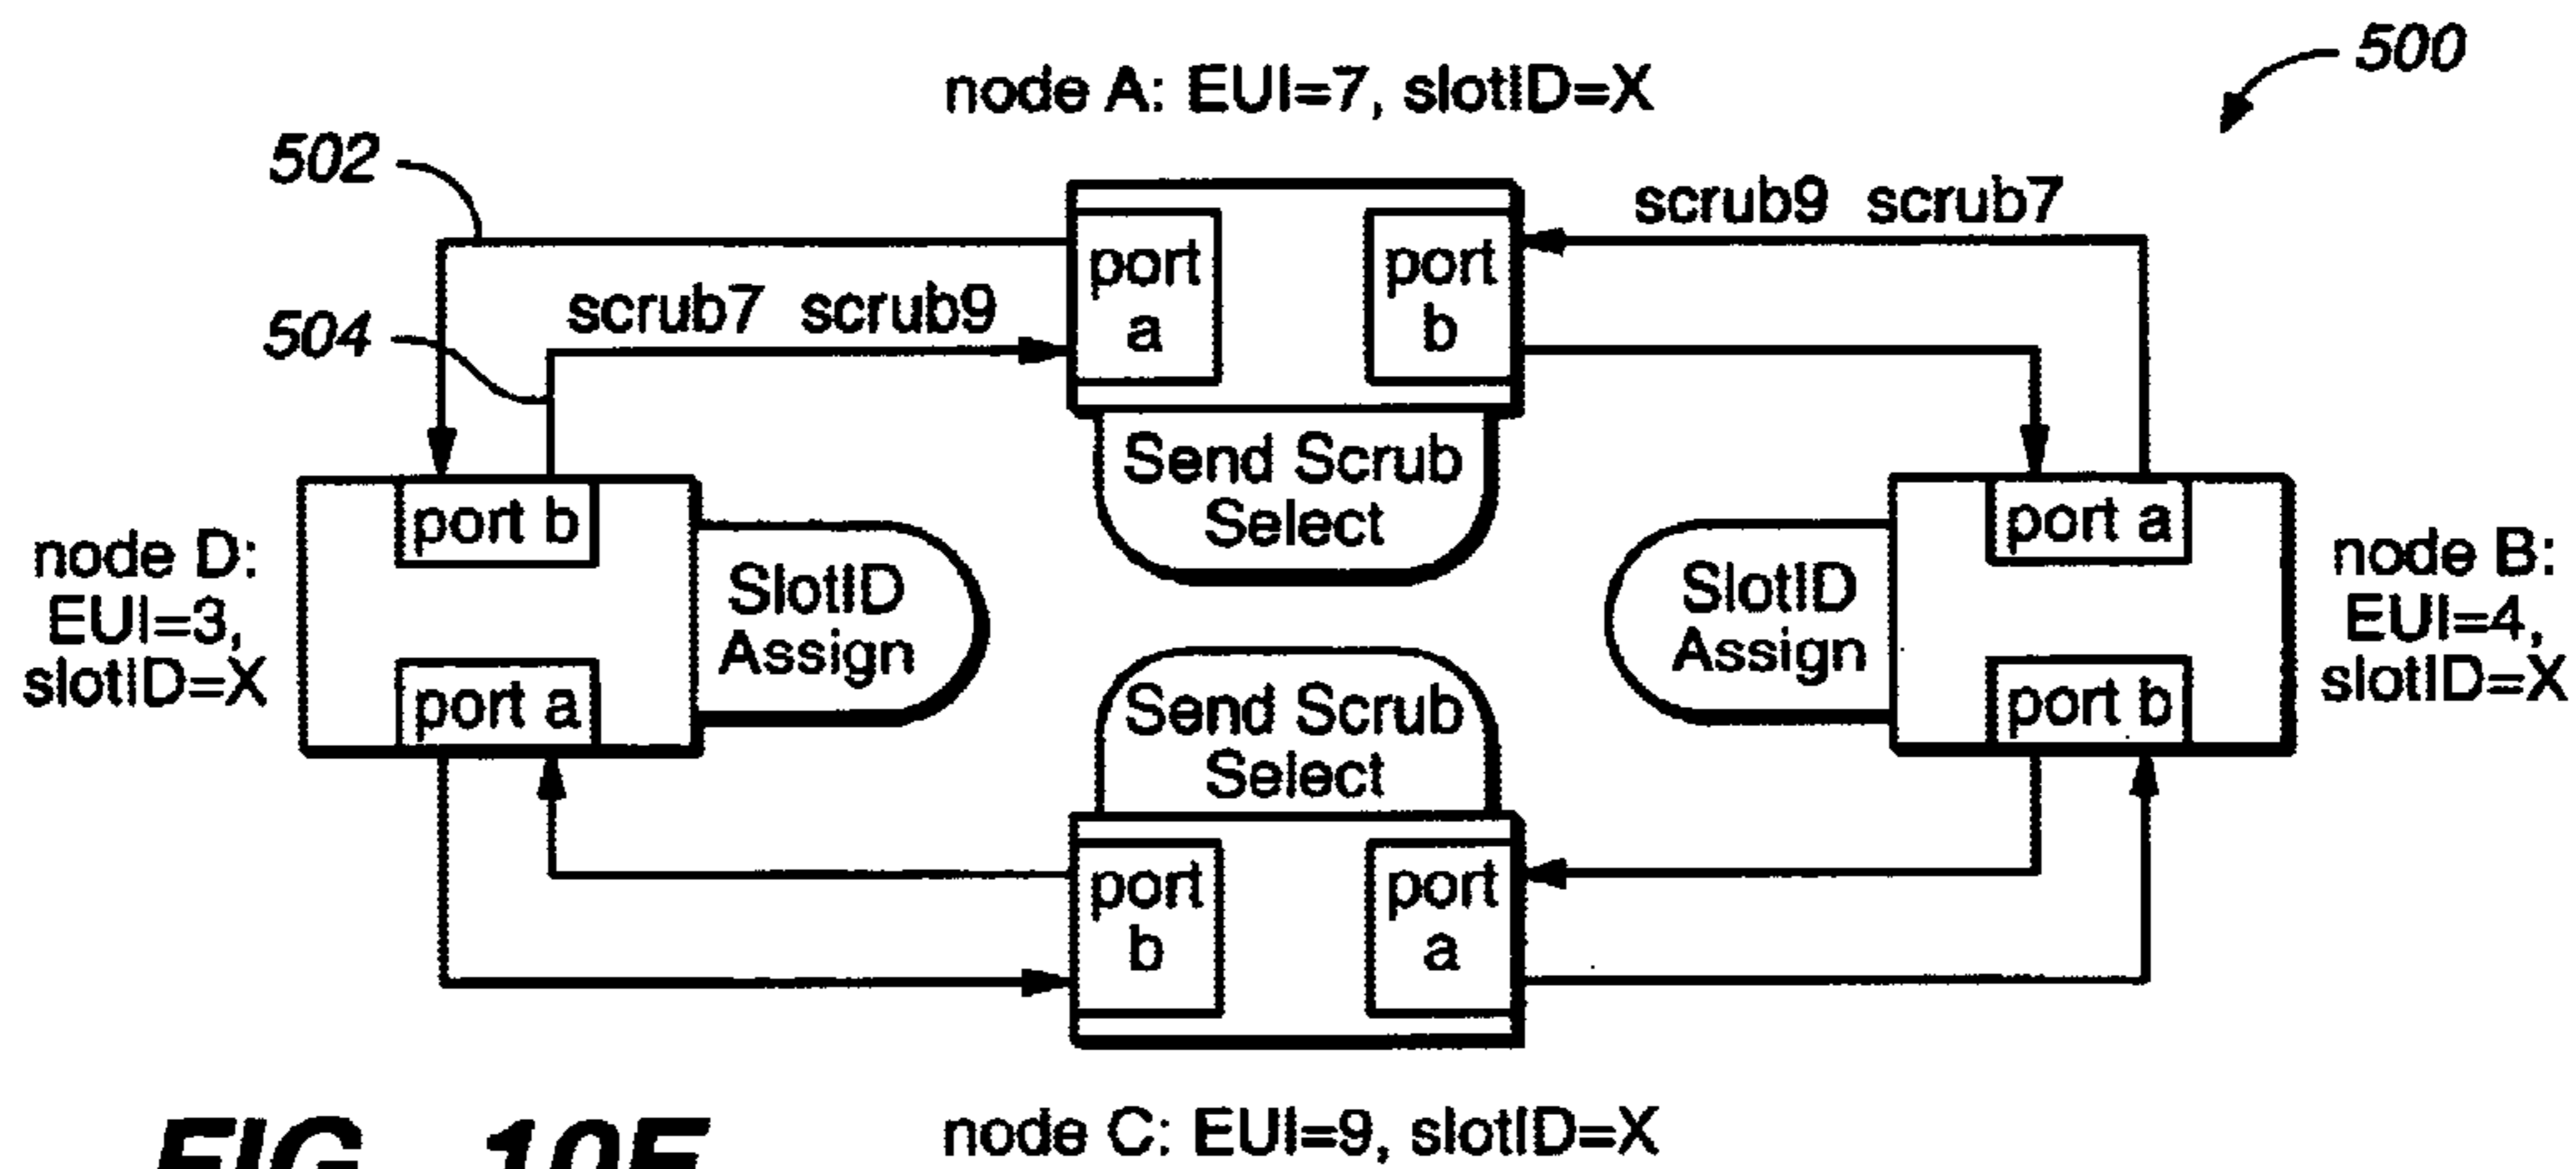 500
node A: EUI=7, slotID=X
502
scrub9 scrub7
port
a
port
b
504
scrub7 scrub9
Send Scrub
Select
port b
port a
node D:
EUI=3,
slotID=X
SlotID
Assign
SlotID
Assign
node B:
EUI=4,
slotID=X
port a
port b
Send Scrub
Select
port
b
port
a
node C: EUI=9, slotID=X